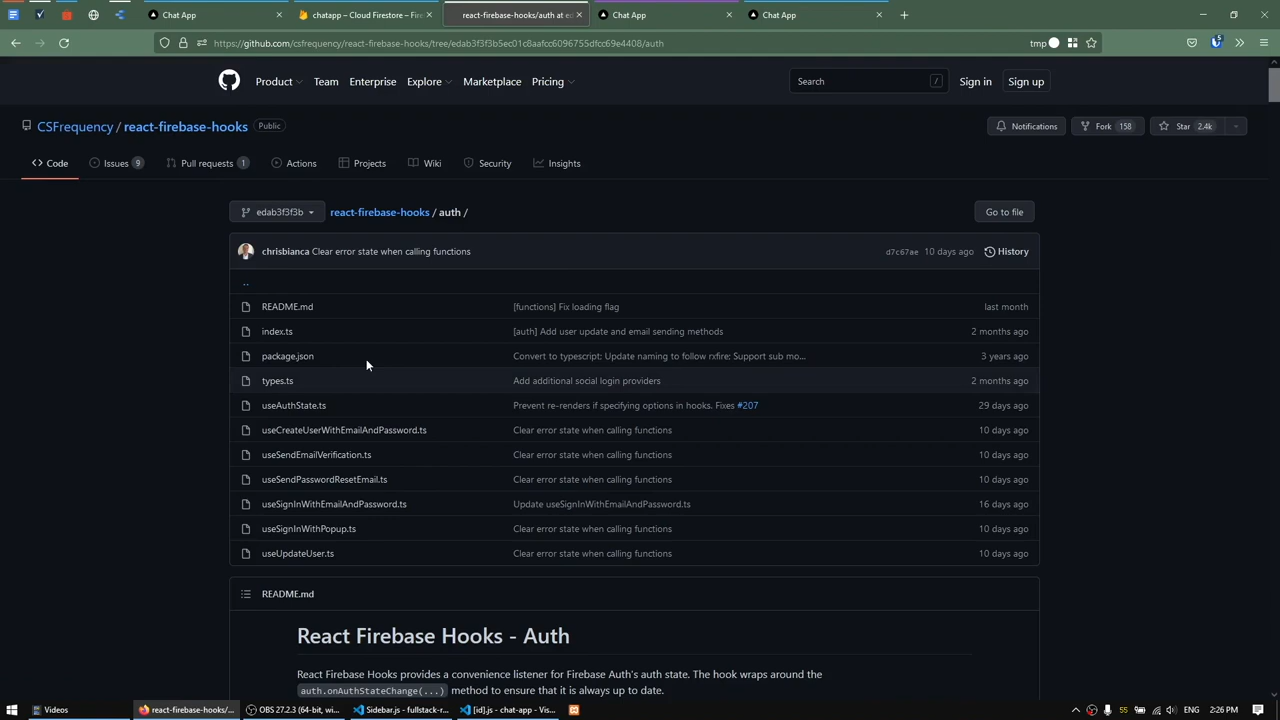 Chat App
chatapp – Cloud Firestore – Fire
react-firebase-hooks/auth at ed
Chat App
Chat App
https://github.com/csfrequency/react-firebase-hooks/tree/edab3f3f3b5ec01c8aafcc6096755dfcc69e4408/auth
tmp
5
Product
Team
Enterprise
Explore
Marketplace
Pricing
Search
/
Sign in
Sign up
CSFrequency / react-firebase-hooks
Public
Notifications
Fork 158
Star 2.4k
Code
Issues 9
Pull requests 1
Actions
Projects
Wiki
Security
Insights
edab3f3f3b
react-firebase-hooks / auth /
Go to file
chrisbianca Clear error state when calling functions
d7c67ae 10 days ago
History
..
README.md [functions] Fix loading flag last month
index.ts [auth] Add user update and email sending methods 2 months ago
package.json Convert to typescript: Update naming to follow rxfire: Support sub mo... 3 years ago
types.ts Add additional social login providers 2 months ago
useAuthState.ts Prevent re-renders if specifying options in hooks. Fixes #207 29 days ago
useCreateUserWithEmailAndPassword.ts Clear error state when calling functions 10 days ago
useSendEmailVerification.ts Clear error state when calling functions 10 days ago
useSendPasswordResetEmail.ts Clear error state when calling functions 10 days ago
useSignInWithEmailAndPassword.ts Update useSignInWithEmailAndPassword.ts 16 days ago
useSignInWithPopup.ts Clear error state when calling functions 10 days ago
useUpdateUser.ts Clear error state when calling functions 10 days ago
README.md
React Firebase Hooks - Auth
React Firebase Hooks provides a convenience listener for Firebase Auth's auth state. The hook wraps around the
auth.onAuthStateChange(...) method to ensure that it is always up to date.
Videos
react-firebase-hooks/...
OBS 27.2.3 (64-bit, wi...
Sidebar.js - fullstack-r...
[id].js - chat-app - Vis...
55
ENG
2:26 PM